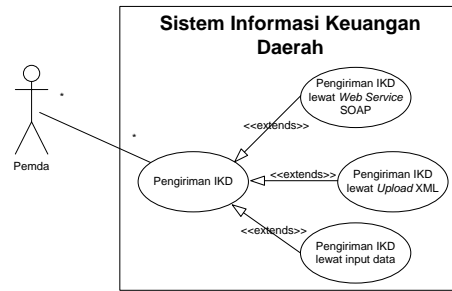 Sistem Informasi Keuangan
Daerah
Pengiriman IKD
lewat Web Service
SOAP
*
<<extends>>
*
Pemda
Pengiriman IKD
<<extends>>
Pengiriman IKD
lewat Upload XML
<<extends>>
Pengiriman IKD
lewat input data